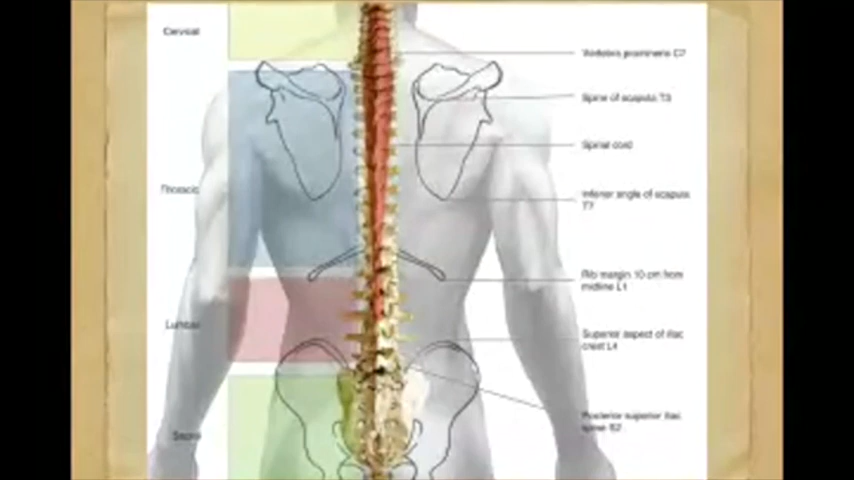 Cervical
Vertebra prominens C7
Spine of scapula T3
Spinal cord
Thoracic
Inferior angle of scapula
T7
Rib margin 10 cm from
midline L1
Lumbar
Superior aspect of iliac
crest L4
Posterior superior iliac
spine S2
Sacral